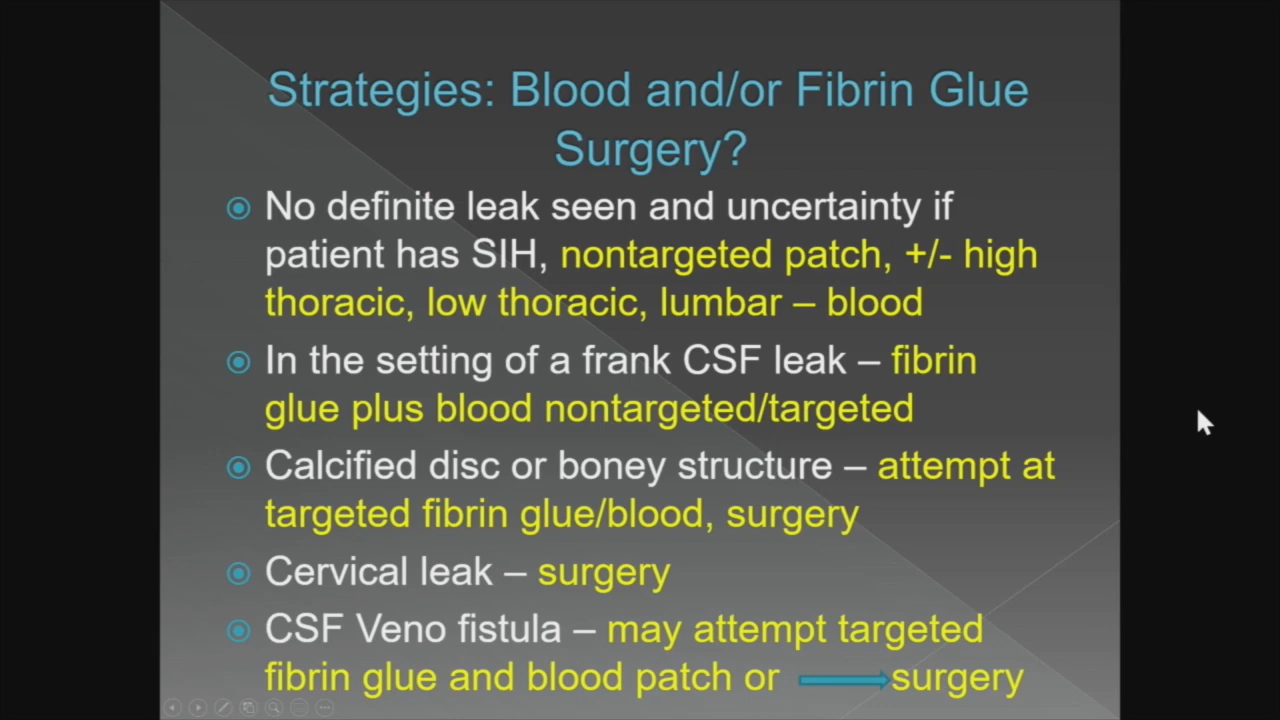 Strategies: Blood and/or Fibrin Glue
Surgery?
No definite leak seen and uncertainty if
patient has SIH, nontargeted patch, +/- high
thoracic, low thoracic, lumbar – blood
In the setting of a frank CSF leak – fibrin
glue plus blood nontargeted/targeted
Calcified disc or boney structure – attempt at
targeted fibrin glue/blood, surgery
Cervical leak – surgery
CSF Veno fistula – may attempt targeted
fibrin glue and blood patch or surgery